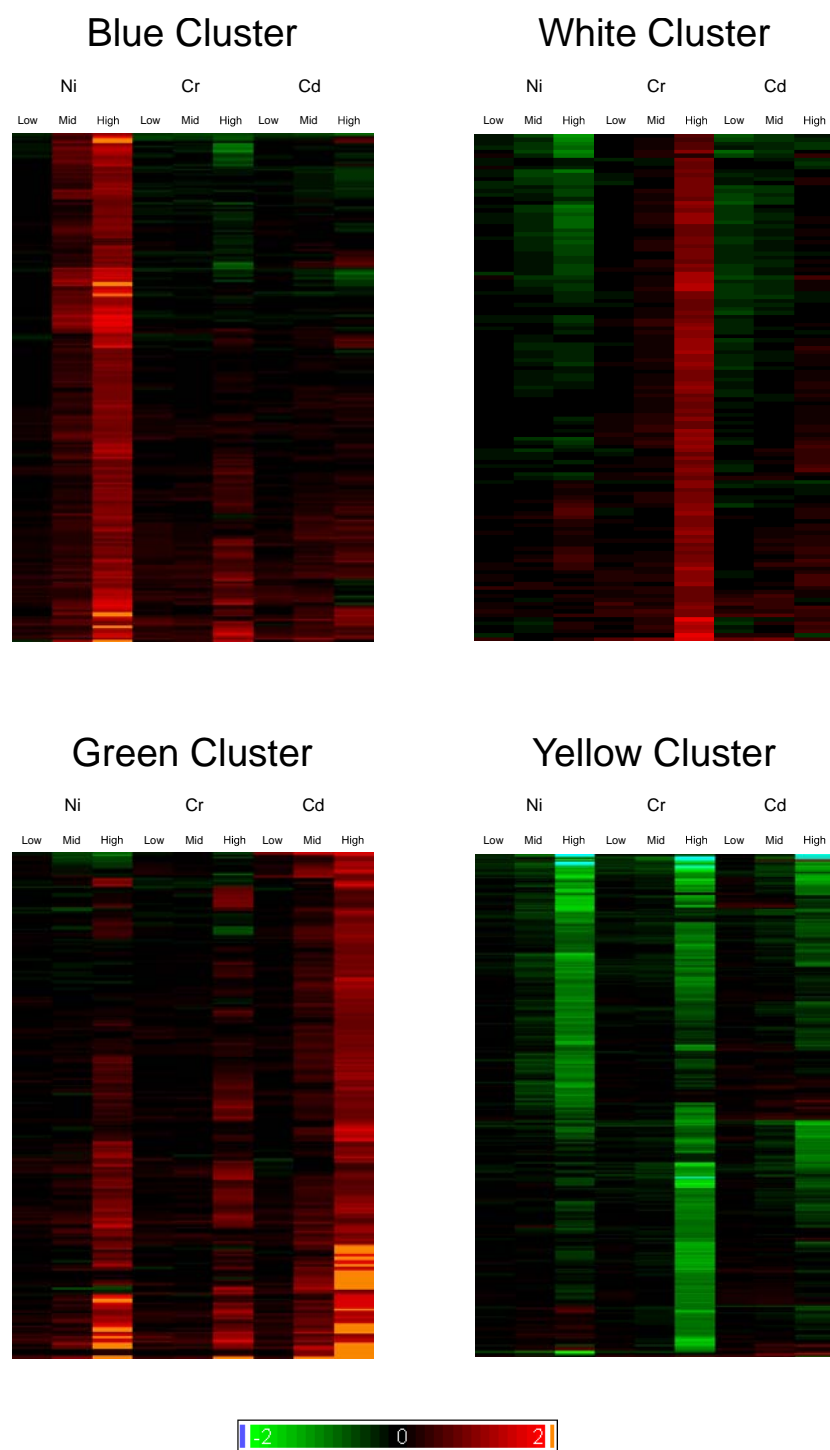 Blue Cluster
White Cluster
Ni Cr Cd
Ni Cr Cd
Low Mid High Low Mid High Low Mid High
Low Mid High Low Mid High Low Mid High
Green Cluster
Yellow Cluster
Ni Cr Cd
Ni Cr Cd
Low Mid High Low Mid High Low Mid High
Low Mid High Low Mid High Low Mid High
-2 0 2